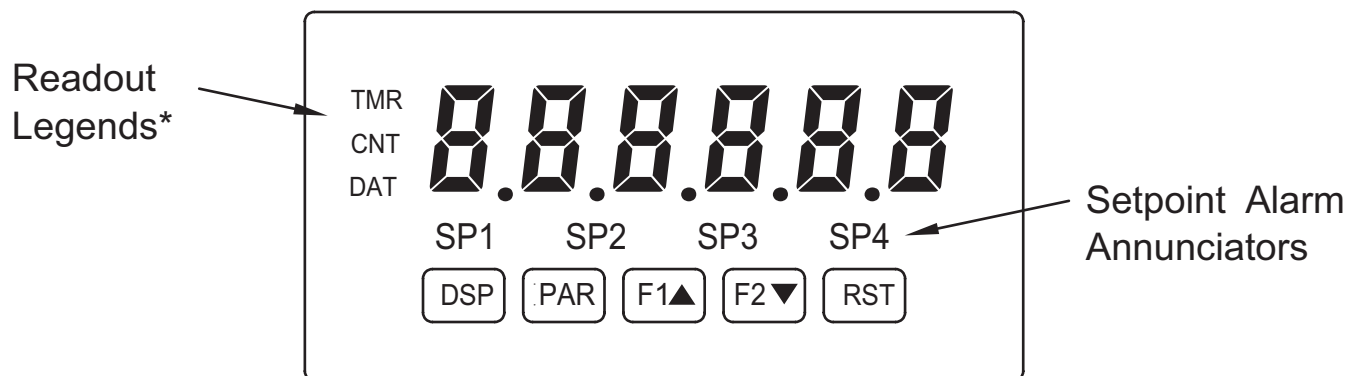 Readout
Legends*
TMR
CNT
DAT
8.8.8.8.8.8
SP1 SP2 SP3 SP4
Setpoint Alarm
Annunciators
DSP PAR F1▲ F2▼ RST